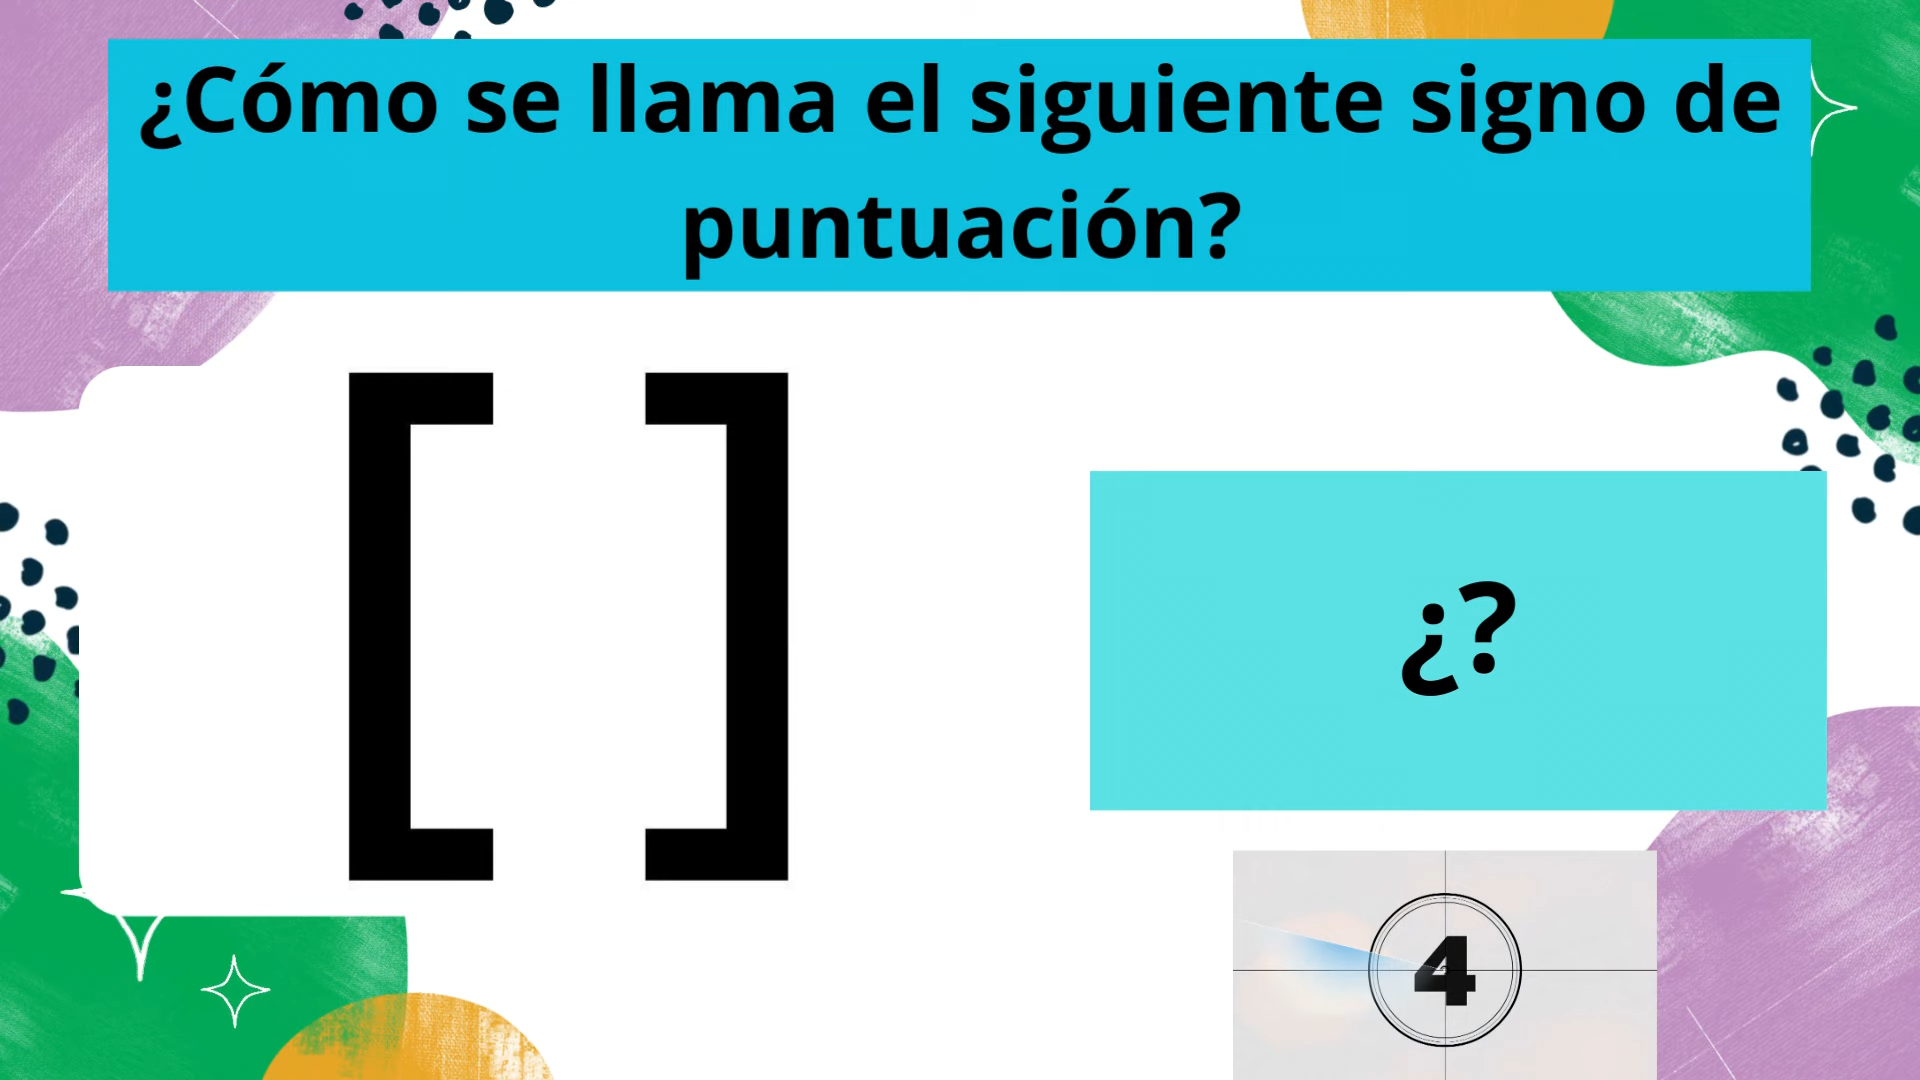 ¿Cómo se llama el siguiente signo de
puntuación?
[ ]
¿?
4